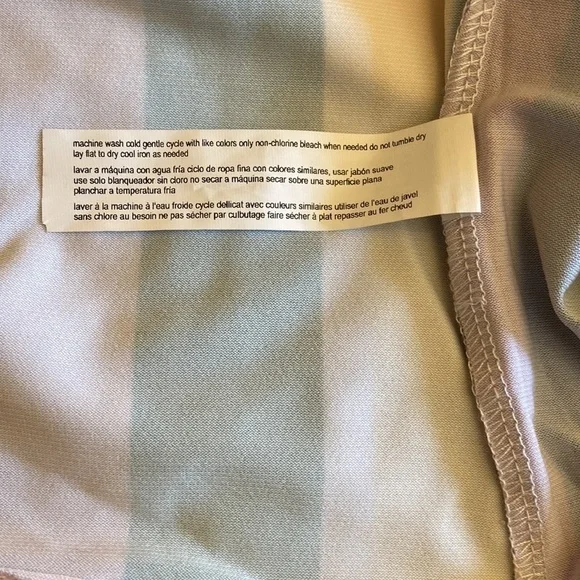 machine wash cold gentle cycle with like colors only non-chlorine bleach when needed do not tumble dry
lay flat to dry cool iron as needed
lavar a máquina con agua fría ciclo de ropa fina con colores similares, usar jabón suave
use solo blanqueador sin cloro no secar a máquina secar sobre una superficie plana
planchar a temperatura fría
laver à la machine à l'eau froide cycle dellicat avec couleurs similaires utiliser de l'eau de javol
sans chlore au besoin ne pas sécher par culbutage faire sécher à plat repasser au fer cheud